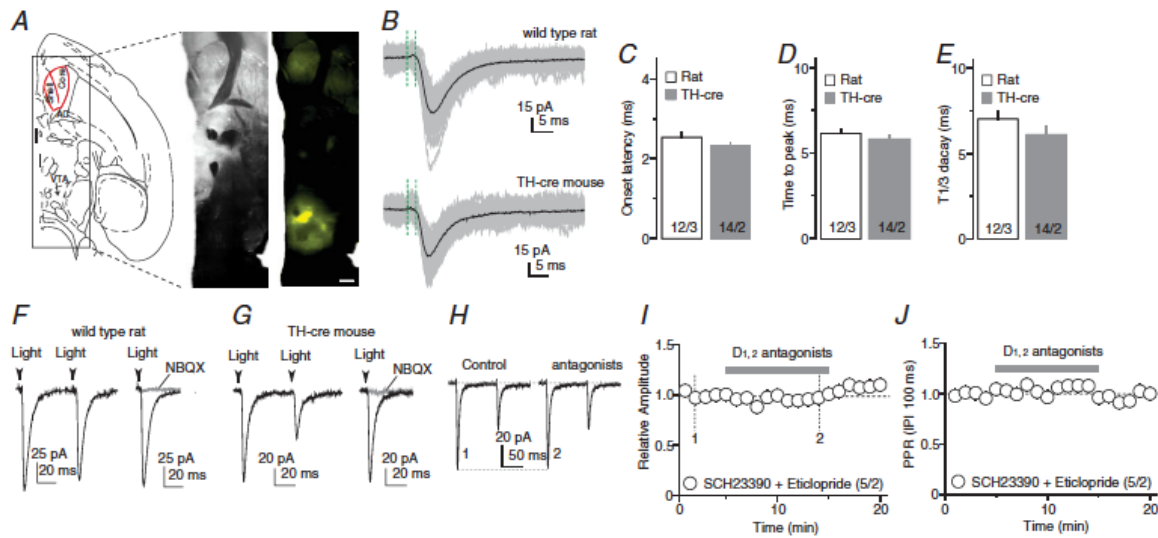 A
Shell
Core
AC
VTA
B
wild type rat
15 pA
5 ms
TH-cre mouse
15 pA
5 ms
C
Rat
TH-cre
Onset latency (ms)
4
2
0
12/3
14/2
D
Rat
TH-cre
Time to peak (ms)
10
5
0
12/3
14/2
E
Rat
TH-cre
T1/3 dacay (ms)
10
5
0
12/3
14/2
F
wild type rat
Light
Light
Light
NBQX
25 pA
20 ms
25 pA
20 ms
G
TH-cre mouse
Light
Light
Light
NBQX
20 pA
20 ms
20 pA
20 ms
H
Control
antagonists
1
20 pA
50 ms
2
I
D1, 2 antagonists
Relative Amplitude
1.5
1.0
0.5
0
1
2
SCH23390 + Eticlopride (5/2)
0
10
20
Time (min)
J
D1, 2 antagonists
PPR (IPI 100 ms)
1.5
1.0
0.5
0
SCH23390 + Eticlopride (5/2)
0
10
20
Time (min)